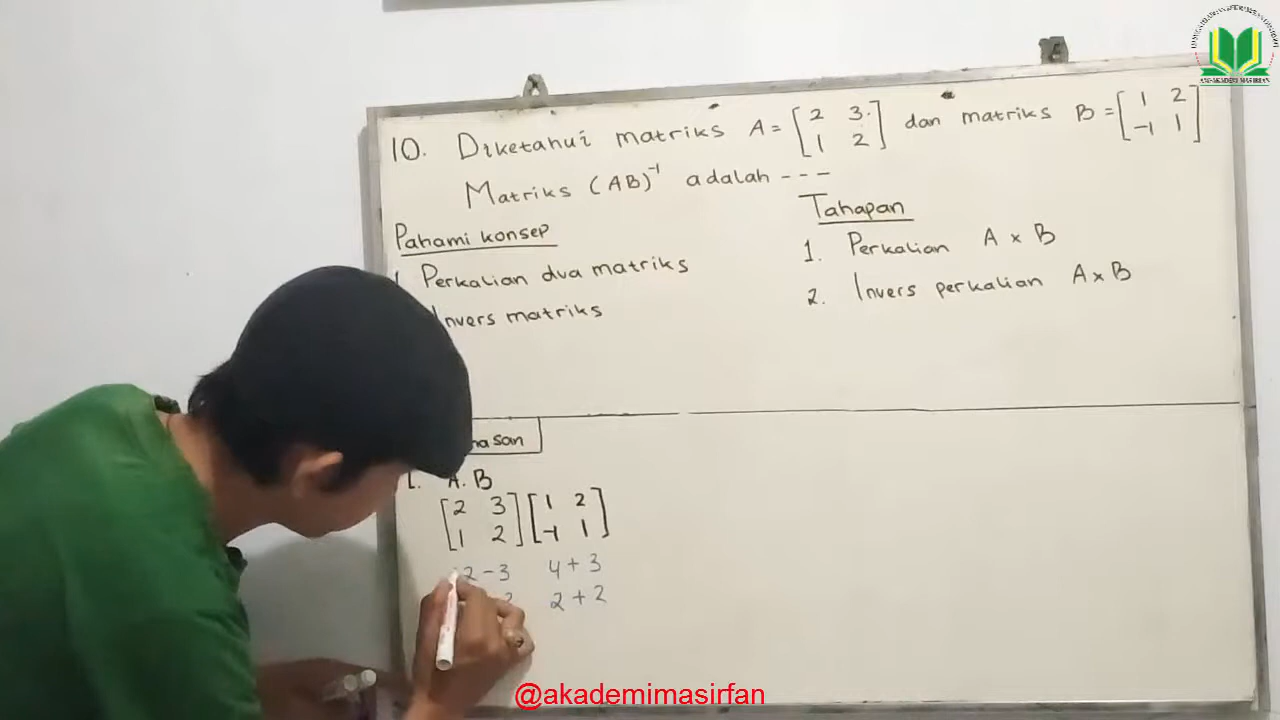 10. Diketahui matriks A = [2 3; 1 2] dan matriks B = [1 2; -1 1]
Matriks (AB)⁻¹ adalah ---
Pahami konsep
Perkalian dua matriks
Invers matriks
Tahapan
1. Perkalian A × B
2. Invers perkalian A × B
1. A.B
[2 3; 1 2] [1 2; -1 1]
2-3 4+3
2+2
@akademimasirfan